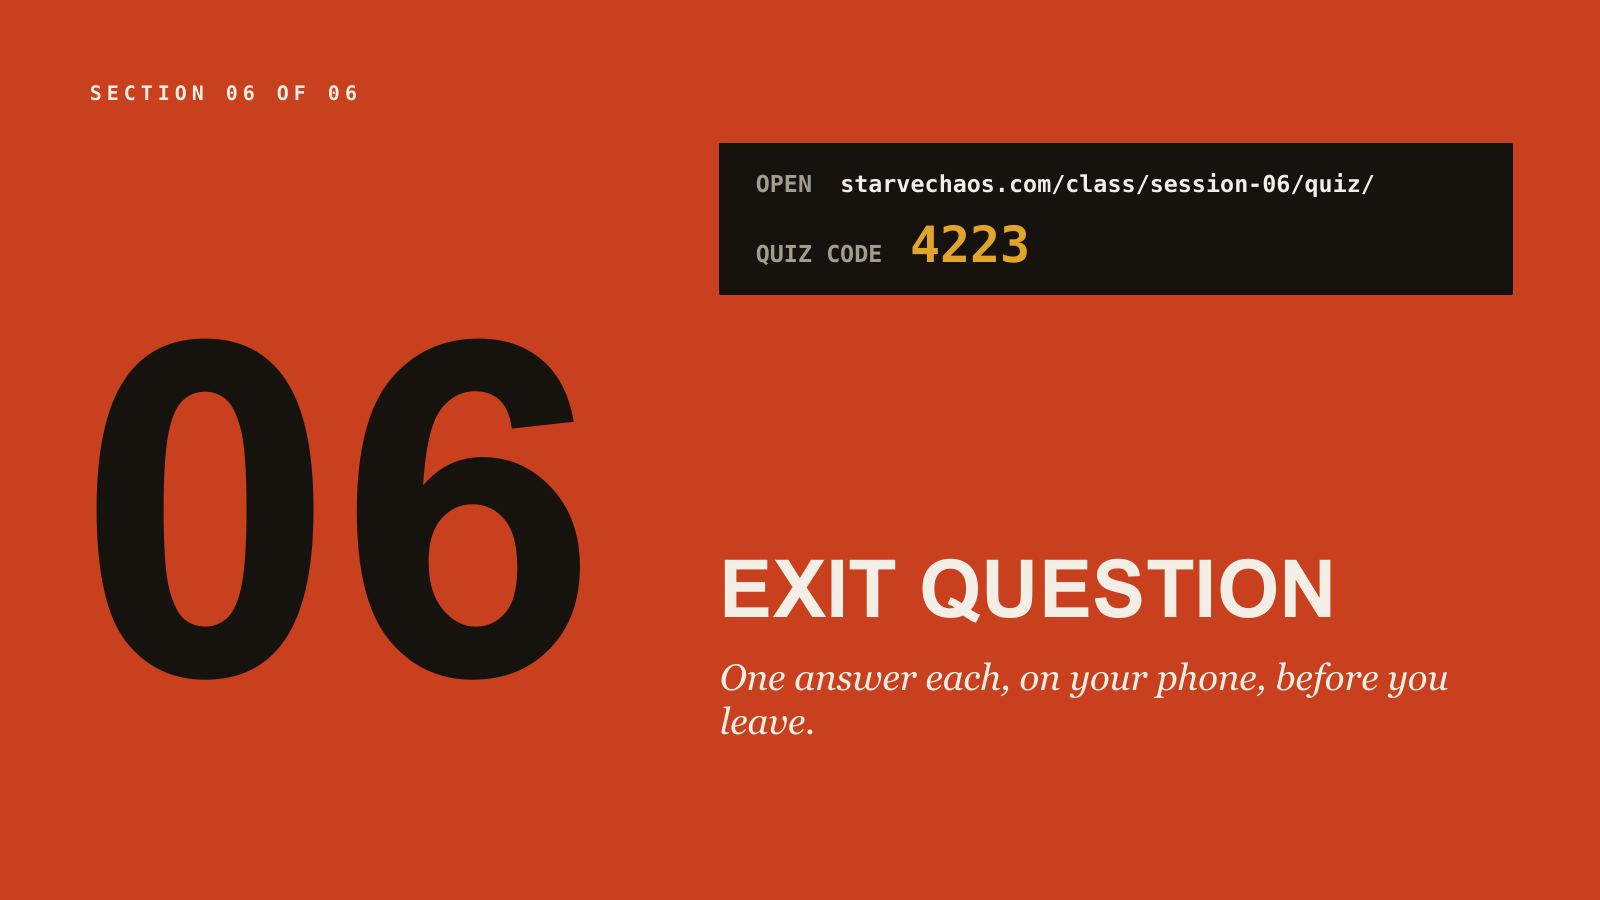 SECTION 06 OF 06
OPEN starvechaos.com/class/session-06/quiz/
QUIZ CODE 4223
06
EXIT QUESTION
One answer each, on your phone, before you
leave.